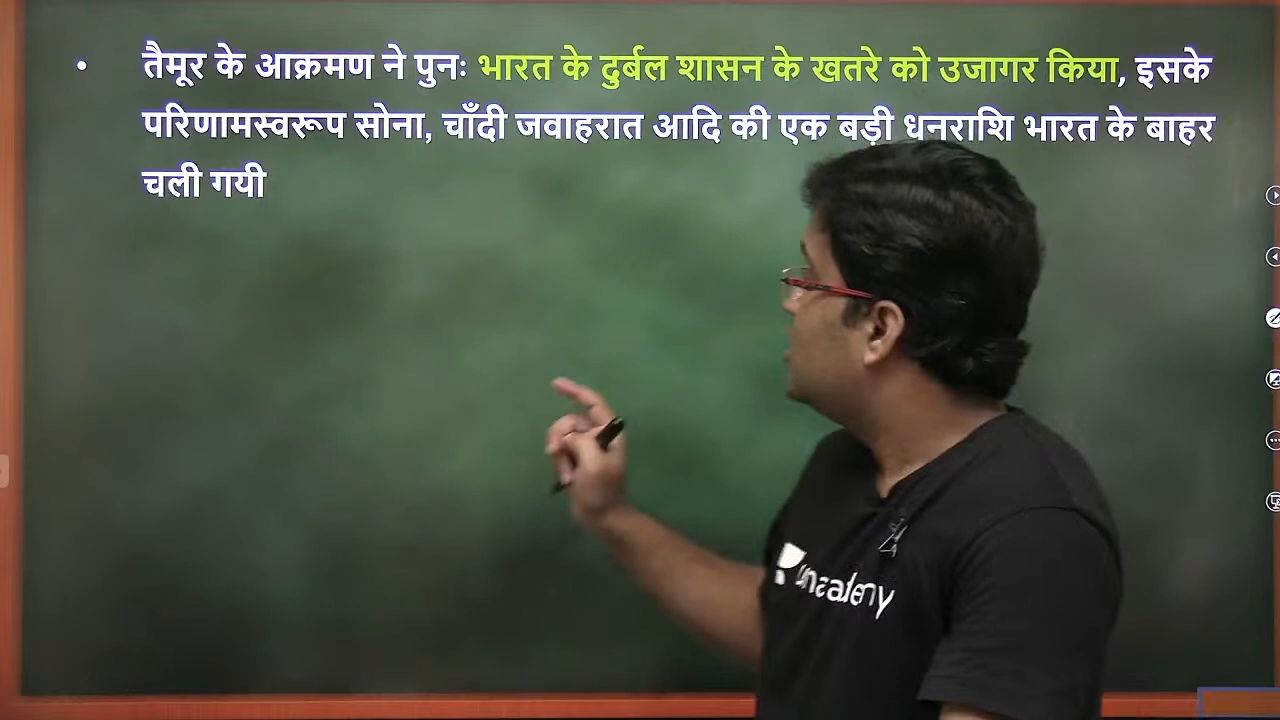 • तैमूर के आक्रमण ने पुनः भारत के दुर्बल शासन के खतरे को उजागर किया, इसके
परिणामस्वरूप सोना, चाँदी जवाहरात आदि की एक बड़ी धनराशि भारत के बाहर
चली गयी
unacademy